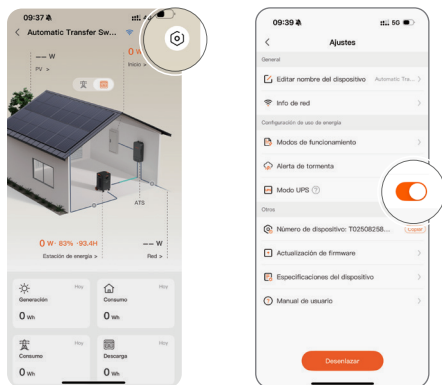 09:37
Automatic Transfer Sw...
-- W
PV >
0 W
Inicio >
ATS
0 W · 83% · 93.4H
Estación de energía >
-- W
Red >
Generación
Hoy
0 Wh
Consumo
Hoy
0 Wh
Consumo
Hoy
0 Wh
Descarga
Hoy
0 Wh
09:39
5G
Ajustes
General
Editar nombre del dispositivo
Automatic Tra...
Info de red
Configuración de uso de energía
Modos de funcionamiento
Alerta de tormenta
Modo UPS
Otros
Número de dispositivo: T02508258...
Copiar
Actualización de firmware
Especificaciones del dispositivo
Manual de usuario
Desenlazar